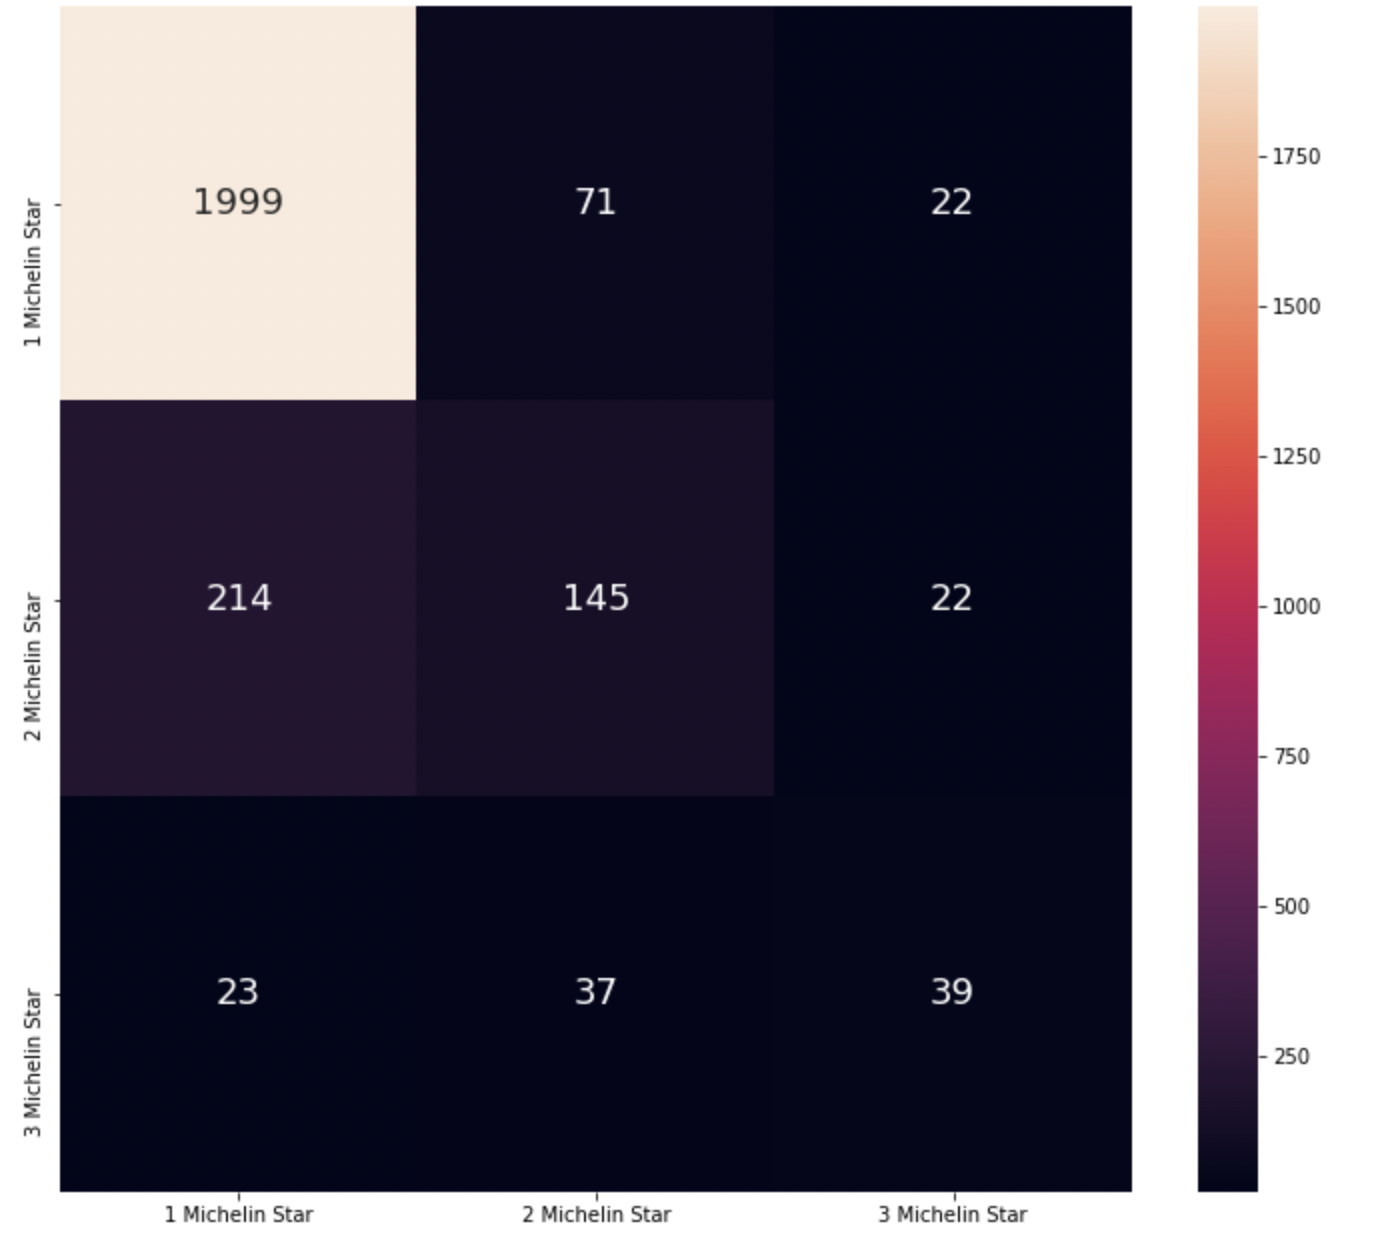 1 Michelin Star
1999 71 22
2 Michelin Star
214 145 22
3 Michelin Star
23 37 39
1 Michelin Star 2 Michelin Star 3 Michelin Star
1750
1500
1250
1000
750
500
250